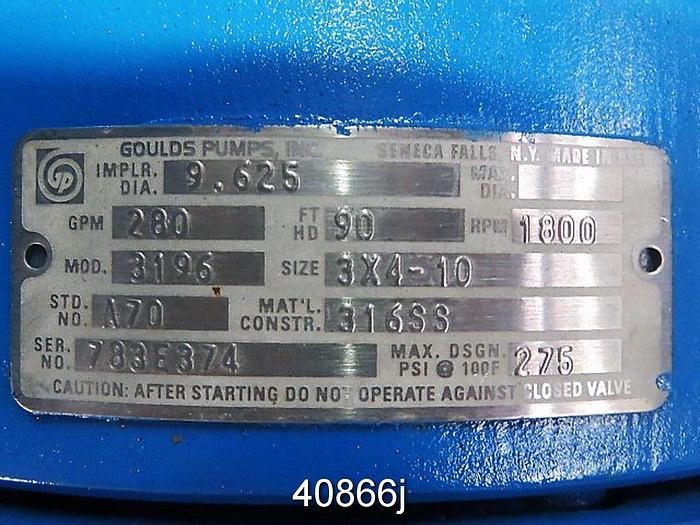 GOULDS PUMPS, INC. SENECA FALLS, N.Y. MADE IN
IMPLR. DIA. 9.625 MAX. DIA.
GPM 280 FT HD 90 RPM 1800
MOD. 3196 SIZE 3X4-10
STD. NO. A70 MAT'L. CONSTR. 316SS
SER. NO. 783E374 MAX. DSGN. PSI @ 100F 275
CAUTION: AFTER STARTING DO NOT OPERATE AGAINST CLOSED VALVE
40866j